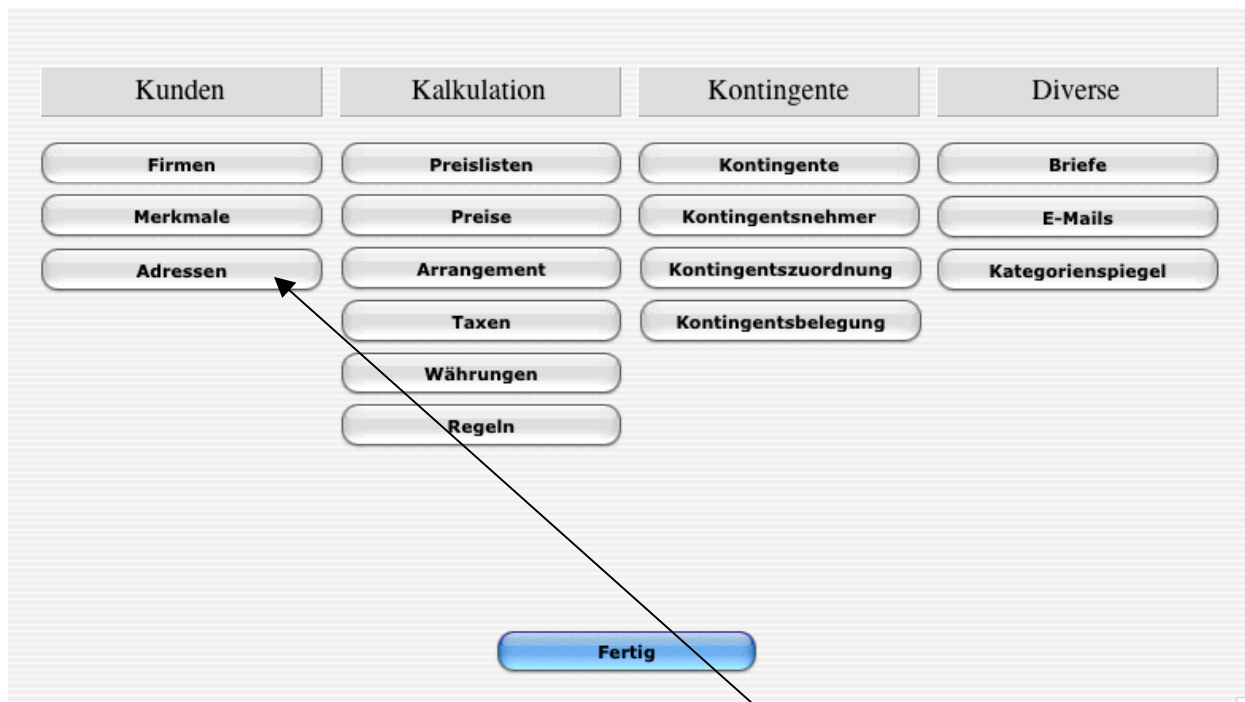 Kunden
Kalkulation
Kontingente
Diverse
Firmen
Preislisten
Kontingente
Briefe
Merkmale
Preise
Kontingentsnehmer
E-Mails
Adressen
Arrangement
Kontingentszuordnung
Kategorienspiegel
Taxen
Kontingentsbelegung
Währungen
Regeln
Fertig